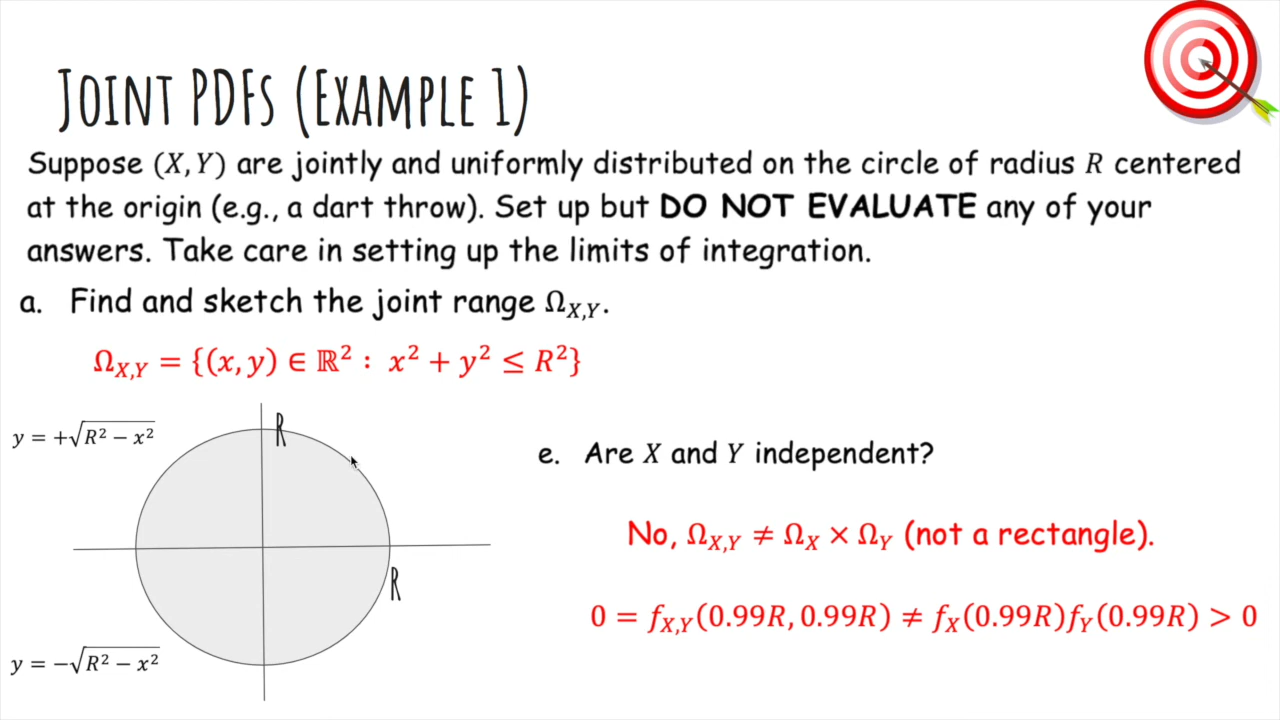 JOINT PDFS (EXAMPLE 1)
Suppose (X, Y) are jointly and uniformly distributed on the circle of radius R centered
at the origin (e.g., a dart throw). Set up but DO NOT EVALUATE any of your
answers. Take care in setting up the limits of integration.
a. Find and sketch the joint range Ω_{X,Y}.
Ω_{X,Y} = {(x, y) ∈ ℝ² : x² + y² ≤ R²}
y = +√(R² − x²)
R
e. Are X and Y independent?
No, Ω_{X,Y} ≠ Ω_X × Ω_Y (not a rectangle).
R
0 = f_{X,Y}(0.99R, 0.99R) ≠ f_X(0.99R)f_Y(0.99R) > 0
y = −√(R² − x²)